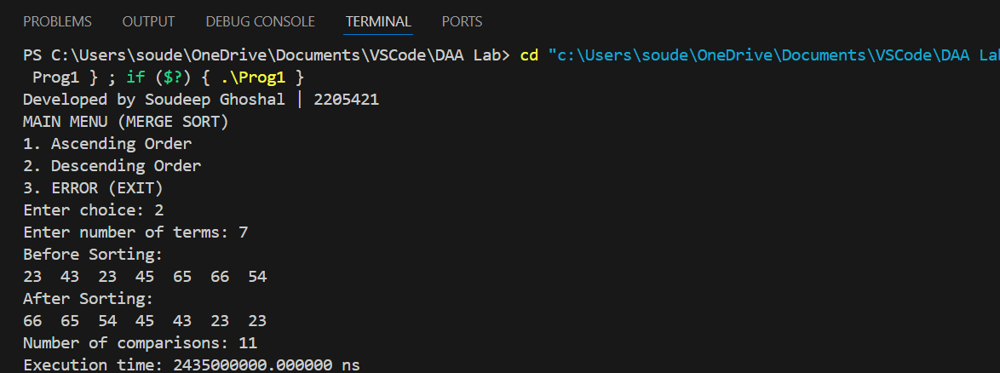 PROBLEMS OUTPUT DEBUG CONSOLE TERMINAL PORTS
PS C:\Users\soude\OneDrive\Documents\VSCode\DAA Lab> cd "c:\Users\soude\OneDrive\Documents\VSCode\DAA Lab
Prog1 } ; if ($?) { .\Prog1 }
Developed by Soudeep Ghoshal | 2205421
MAIN MENU (MERGE SORT)
1. Ascending Order
2. Descending Order
3. ERROR (EXIT)
Enter choice: 2
Enter number of terms: 7
Before Sorting:
23 43 23 45 65 66 54
After Sorting:
66 65 54 45 43 23 23
Number of comparisons: 11
Execution time: 2435000000.000000 ns